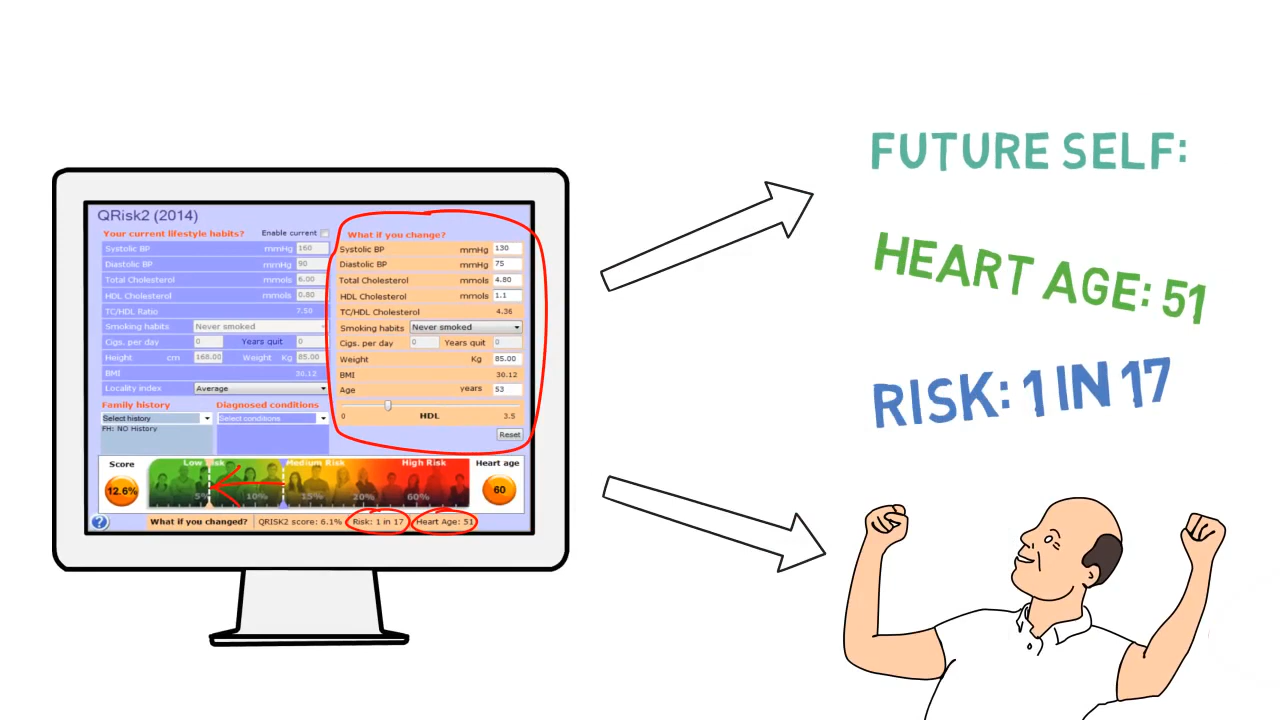 QRisk2 (2014)
Your current lifestyle habits? Enable current
Systolic BP mmHg 160
Diastolic BP mmHg 90
Total Cholesterol mmols 6.00
HDL Cholesterol mmols 0.80
TC/HDL Ratio 7.50
Smoking habits Never smoked
Cigs. per day 0 Years quit 0
Height cm 168.00 Weight Kg 85.00
BMI 30.12
Locality index Average
Family history Diagnosed conditions
Select history Select conditions
FH: NO History
What if you change?
Systolic BP mmHg 130
Diastolic BP mmHg 75
Total Cholesterol mmols 4.80
HDL Cholesterol mmols 1.1
TC/HDL Cholesterol 4.36
Smoking habits Never smoked
Cigs. per day 0 Years quit 0
Weight Kg 85.00
BMI 30.12
Age years 53
0 HDL 3.5
Reset
Score Low Risk Medium Risk High Risk Heart age
12.6% 5% 10% 15% 20% 60% 60
? What if you changed? QRISK2 score: 6.1% Risk: 1 in 17 Heart Age: 51
FUTURE SELF:
HEART AGE: 51
RISK: 1 IN 17